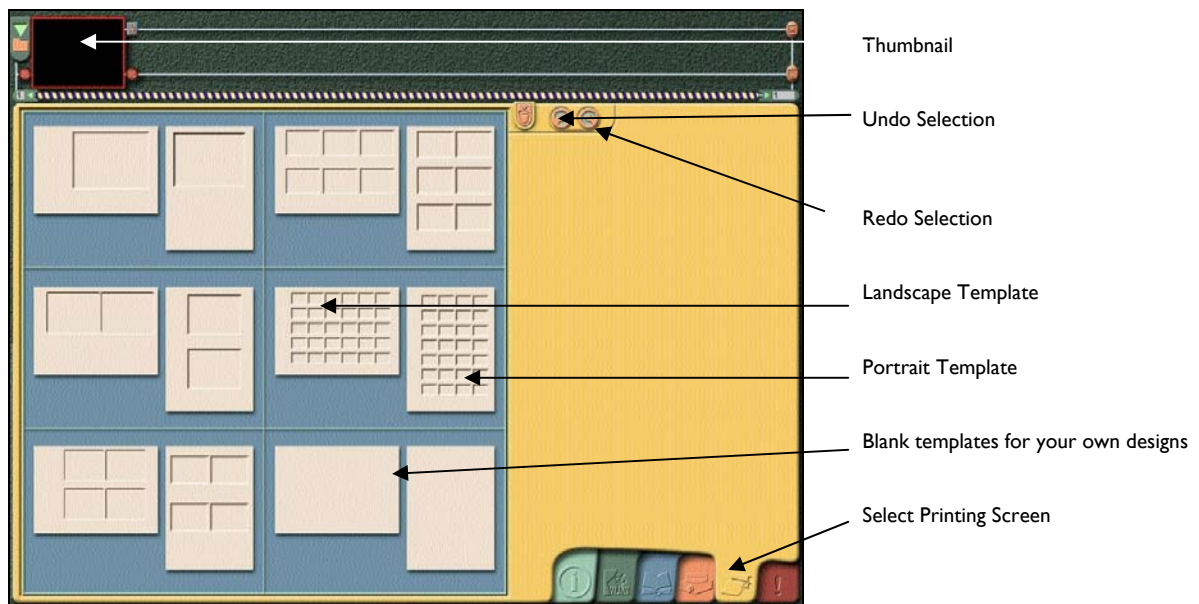 Thumbnail
Undo Selection
Redo Selection
Landscape Template
Portrait Template
Blank templates for your own designs
Select Printing Screen